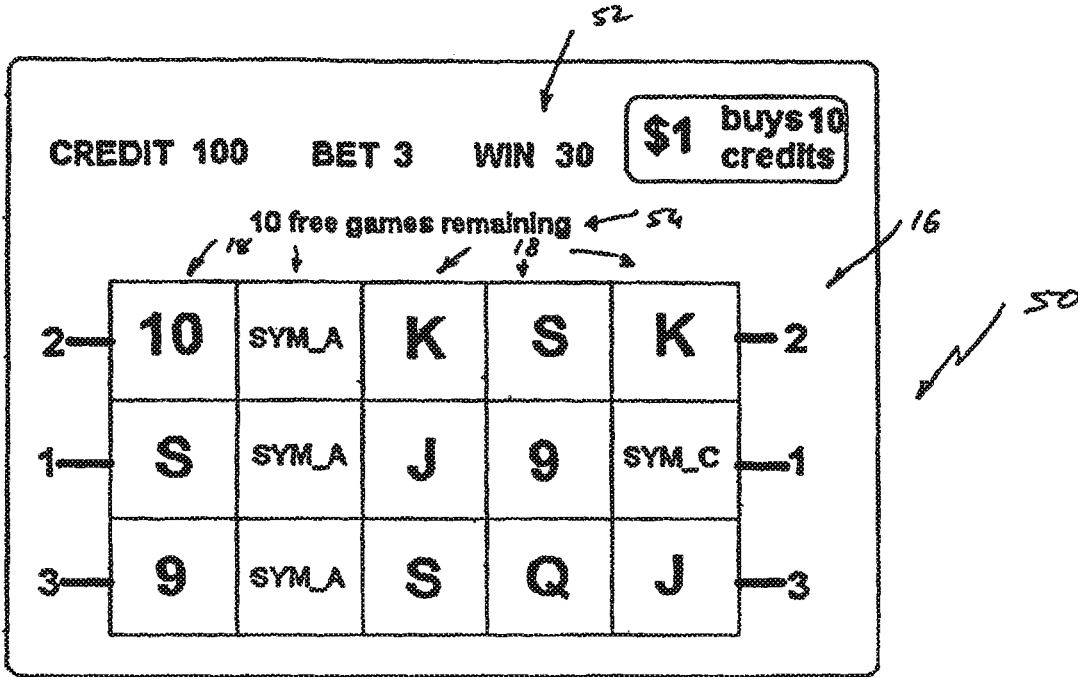 52
$1 buys 10
CREDIT 100 BET 3 WIN 30 credits
10 free games remaining 54
18 18 16
50
2 10 SYM_A K S K 2
1 S SYM_A J 9 SYM_C 1
3 9 SYM_A S Q J 3